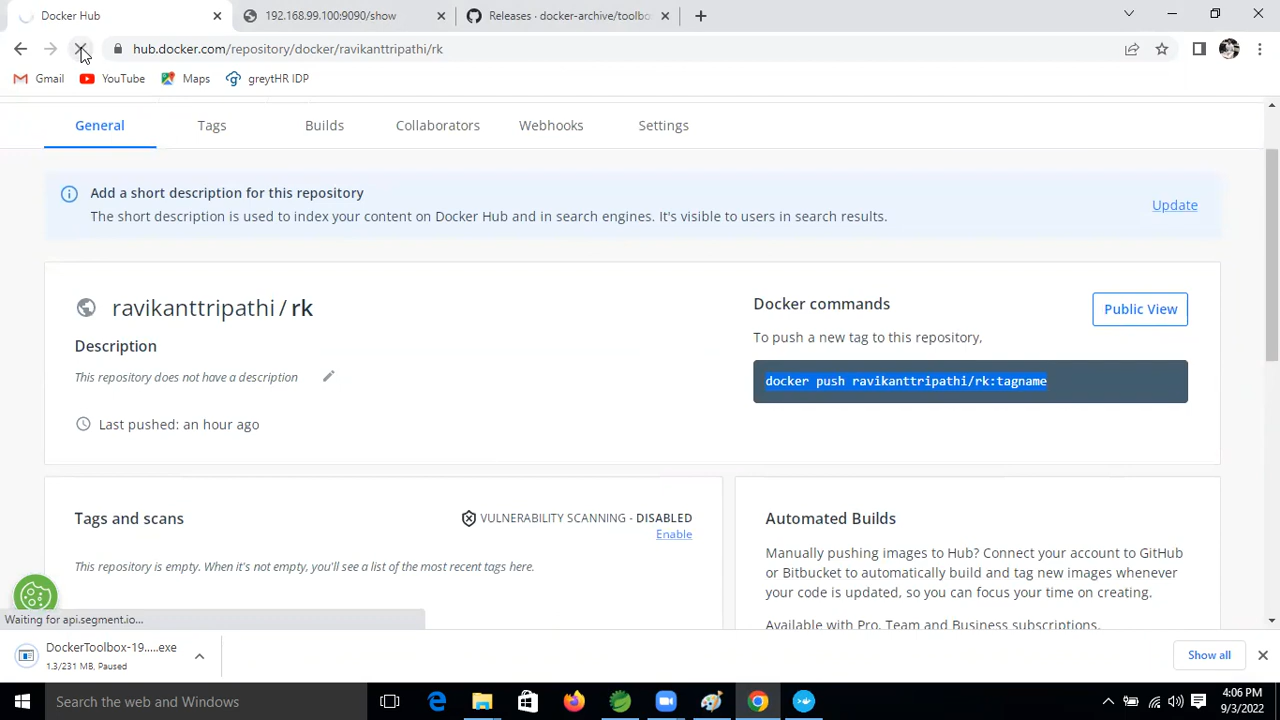 Docker Hub
192.168.99.100:9090/show
Releases · docker-archive/toolbo
hub.docker.com/repository/docker/ravikanttripathi/rk
Gmail
YouTube
Maps
greytHR IDP
General
Tags
Builds
Collaborators
Webhooks
Settings
Add a short description for this repository
The short description is used to index your content on Docker Hub and in search engines. It's visible to users in search results.
Update
ravikanttripathi / rk
Description
This repository does not have a description
Last pushed: an hour ago
Docker commands
Public View
To push a new tag to this repository,
docker push ravikanttripathi/rk:tagname
Tags and scans
VULNERABILITY SCANNING - DISABLED
Enable
This repository is empty. When it's not empty, you'll see a list of the most recent tags here.
Automated Builds
Manually pushing images to Hub? Connect your account to GitHub
or Bitbucket to automatically build and tag new images whenever
your code is updated, so you can focus your time on creating.
Available with Pro, Team and Business subscriptions.
Waiting for api.segment.io...
DockerToolbox-19.....exe
1.3/231 MB, Paused
Show all
Search the web and Windows
4:06 PM
9/3/2022